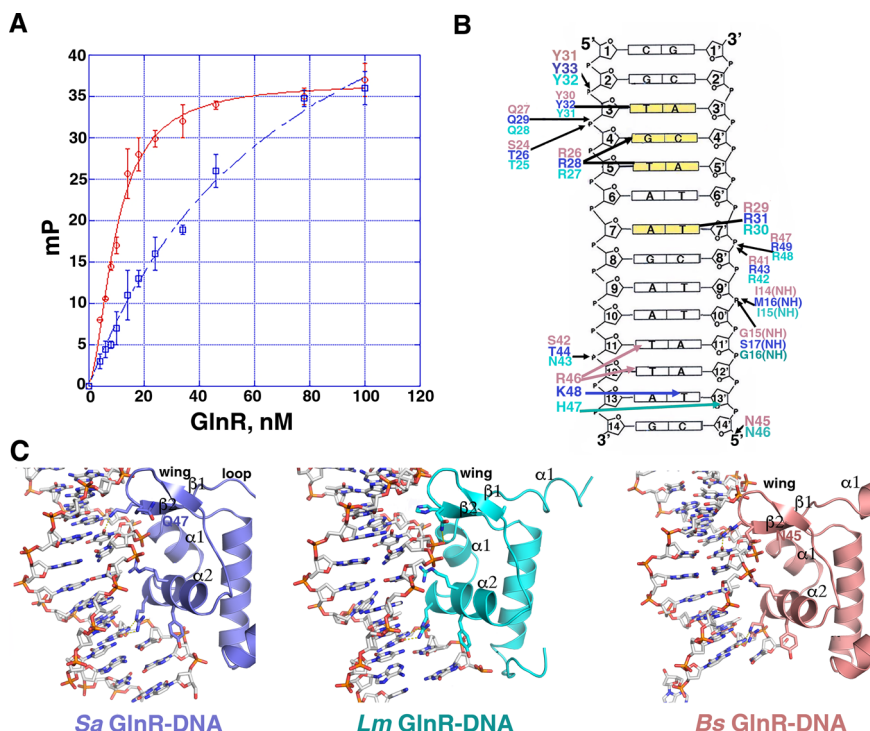 A
mP
40
35
30
25
20
15
10
5
0
0 20 40 60 80 100 120
GlnR, nM
B
5' 3'
1 C G 1'
Y31
Y33
Y32
P 2 G C 2' P
Y30
Y32
Y31
P 3 T A 3' P
Q27
Q29
Q28
P 4 G C 4' P
S24
T26
T25
R26
R28
R27
P 5 T A 5' P
P 6 A T 6' P
R29
R31
R30
P 7 A T 7' P
R47
R49
R48
R41
R43
R42
P 8 G C 8' P
P 9 A T 9' P
I14(NH)
M16(NH)
I15(NH)
P 10 A T 10' P
G15(NH)
S17(NH)
G16(NH)
S42
T44
N43
P 11 T A 11' P
R46
P 12 T A 12' P
K48
P 13 A T 13' P
H47
P 14 G C 14' P
N45
N46
3' 5'
C
wing β1 loop
β2
Q47
α1
α2
Sa GlnR-DNA
wing β1 α1
β2
α1
α2
Lm GlnR-DNA
wing β1 α1
β2
N45
α1
α2
Bs GlnR-DNA